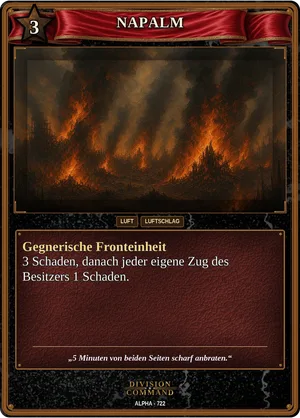 3
NAPALM
LUFT LUFTSCHLAG
Gegnerische Fronteinheit
3 Schaden, danach jeder eigene Zug des
Besitzers 1 Schaden.
„5 Minuten von beiden Seiten scharf anbraten.“
DIVISION
COMMAND
ALPHA - 722